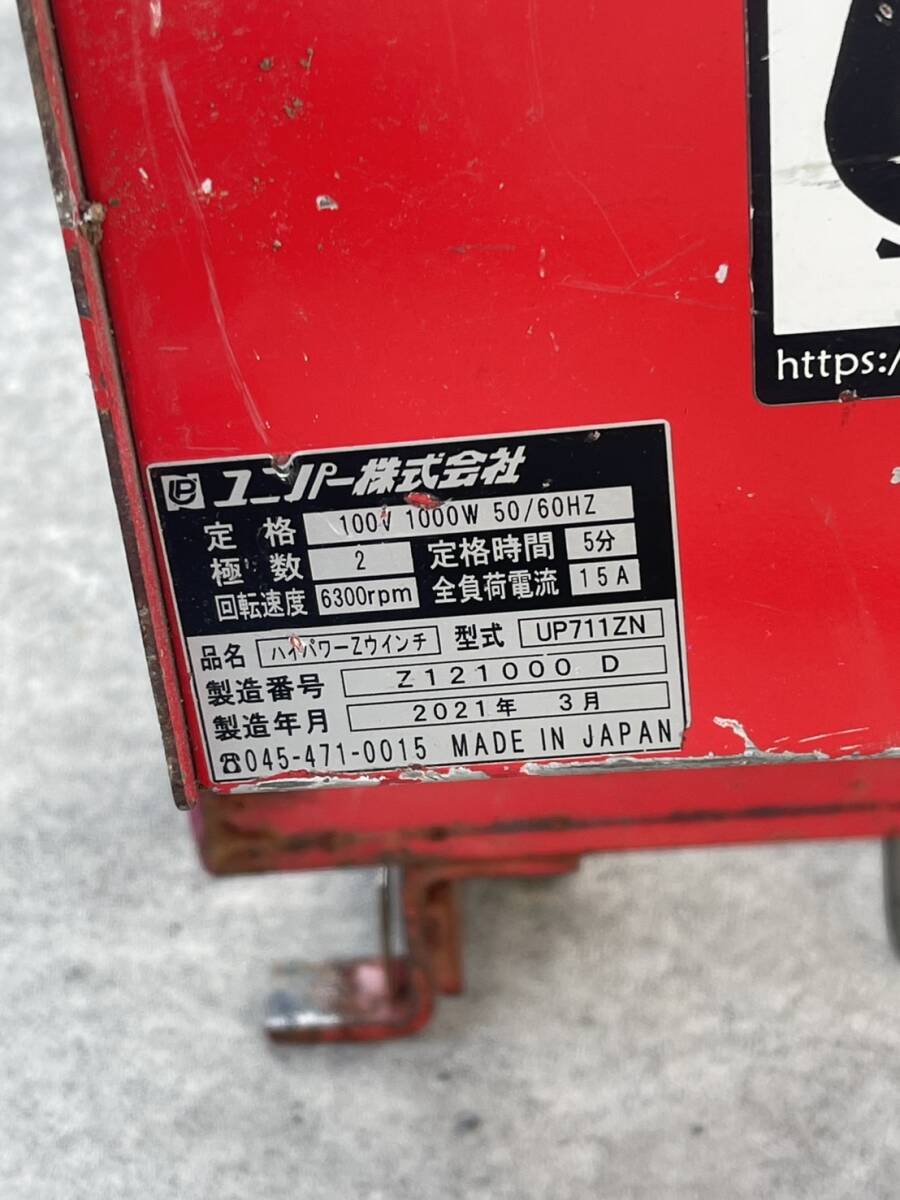 https:/
UP ユニパー株式会社
定格 100V 1000W 50/60HZ
極数 2 定格時間 5分
回転速度 6300rpm 全負荷電流 15A
品名 ハイパワーZウインチ 型式 UP711ZN
製造番号 Z121000 D
製造年月 2021年 3月
☎045-471-0015 MADE IN JAPAN